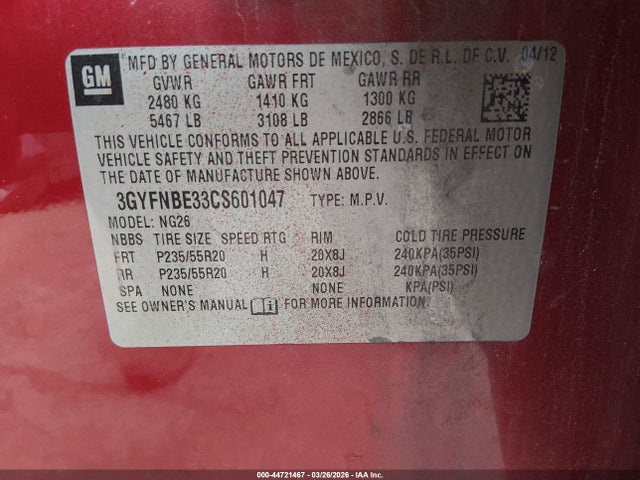 GM
MFD BY GENERAL MOTORS DE MEXICO, S. DE R.L. DE C.V. 04/12
GVWR GAWR FRT GAWR RR
2480 KG 1410 KG 1300 KG
5467 LB 3108 LB 2866 LB
THIS VEHICLE CONFORMS TO ALL APPLICABLE U.S. FEDERAL MOTOR
VEHICLE SAFETY AND THEFT PREVENTION STANDARDS IN EFFECT ON
THE DATE OF MANUFACTURE SHOWN ABOVE.
3GYFNBE33CS601047 TYPE: M.P.V.
MODEL: NG26
NBBS TIRE SIZE SPEED RTG RIM COLD TIRE PRESSURE
FRT P235/55R20 H 20X8J 240KPA(35PSI)
RR P235/55R20 H 20X8J 240KPA(35PSI)
SPA NONE NONE KPA(PSI)
SEE OWNER'S MANUAL i FOR MORE INFORMATION.
000-44721467 • 03/26/2026 • IAA Inc.